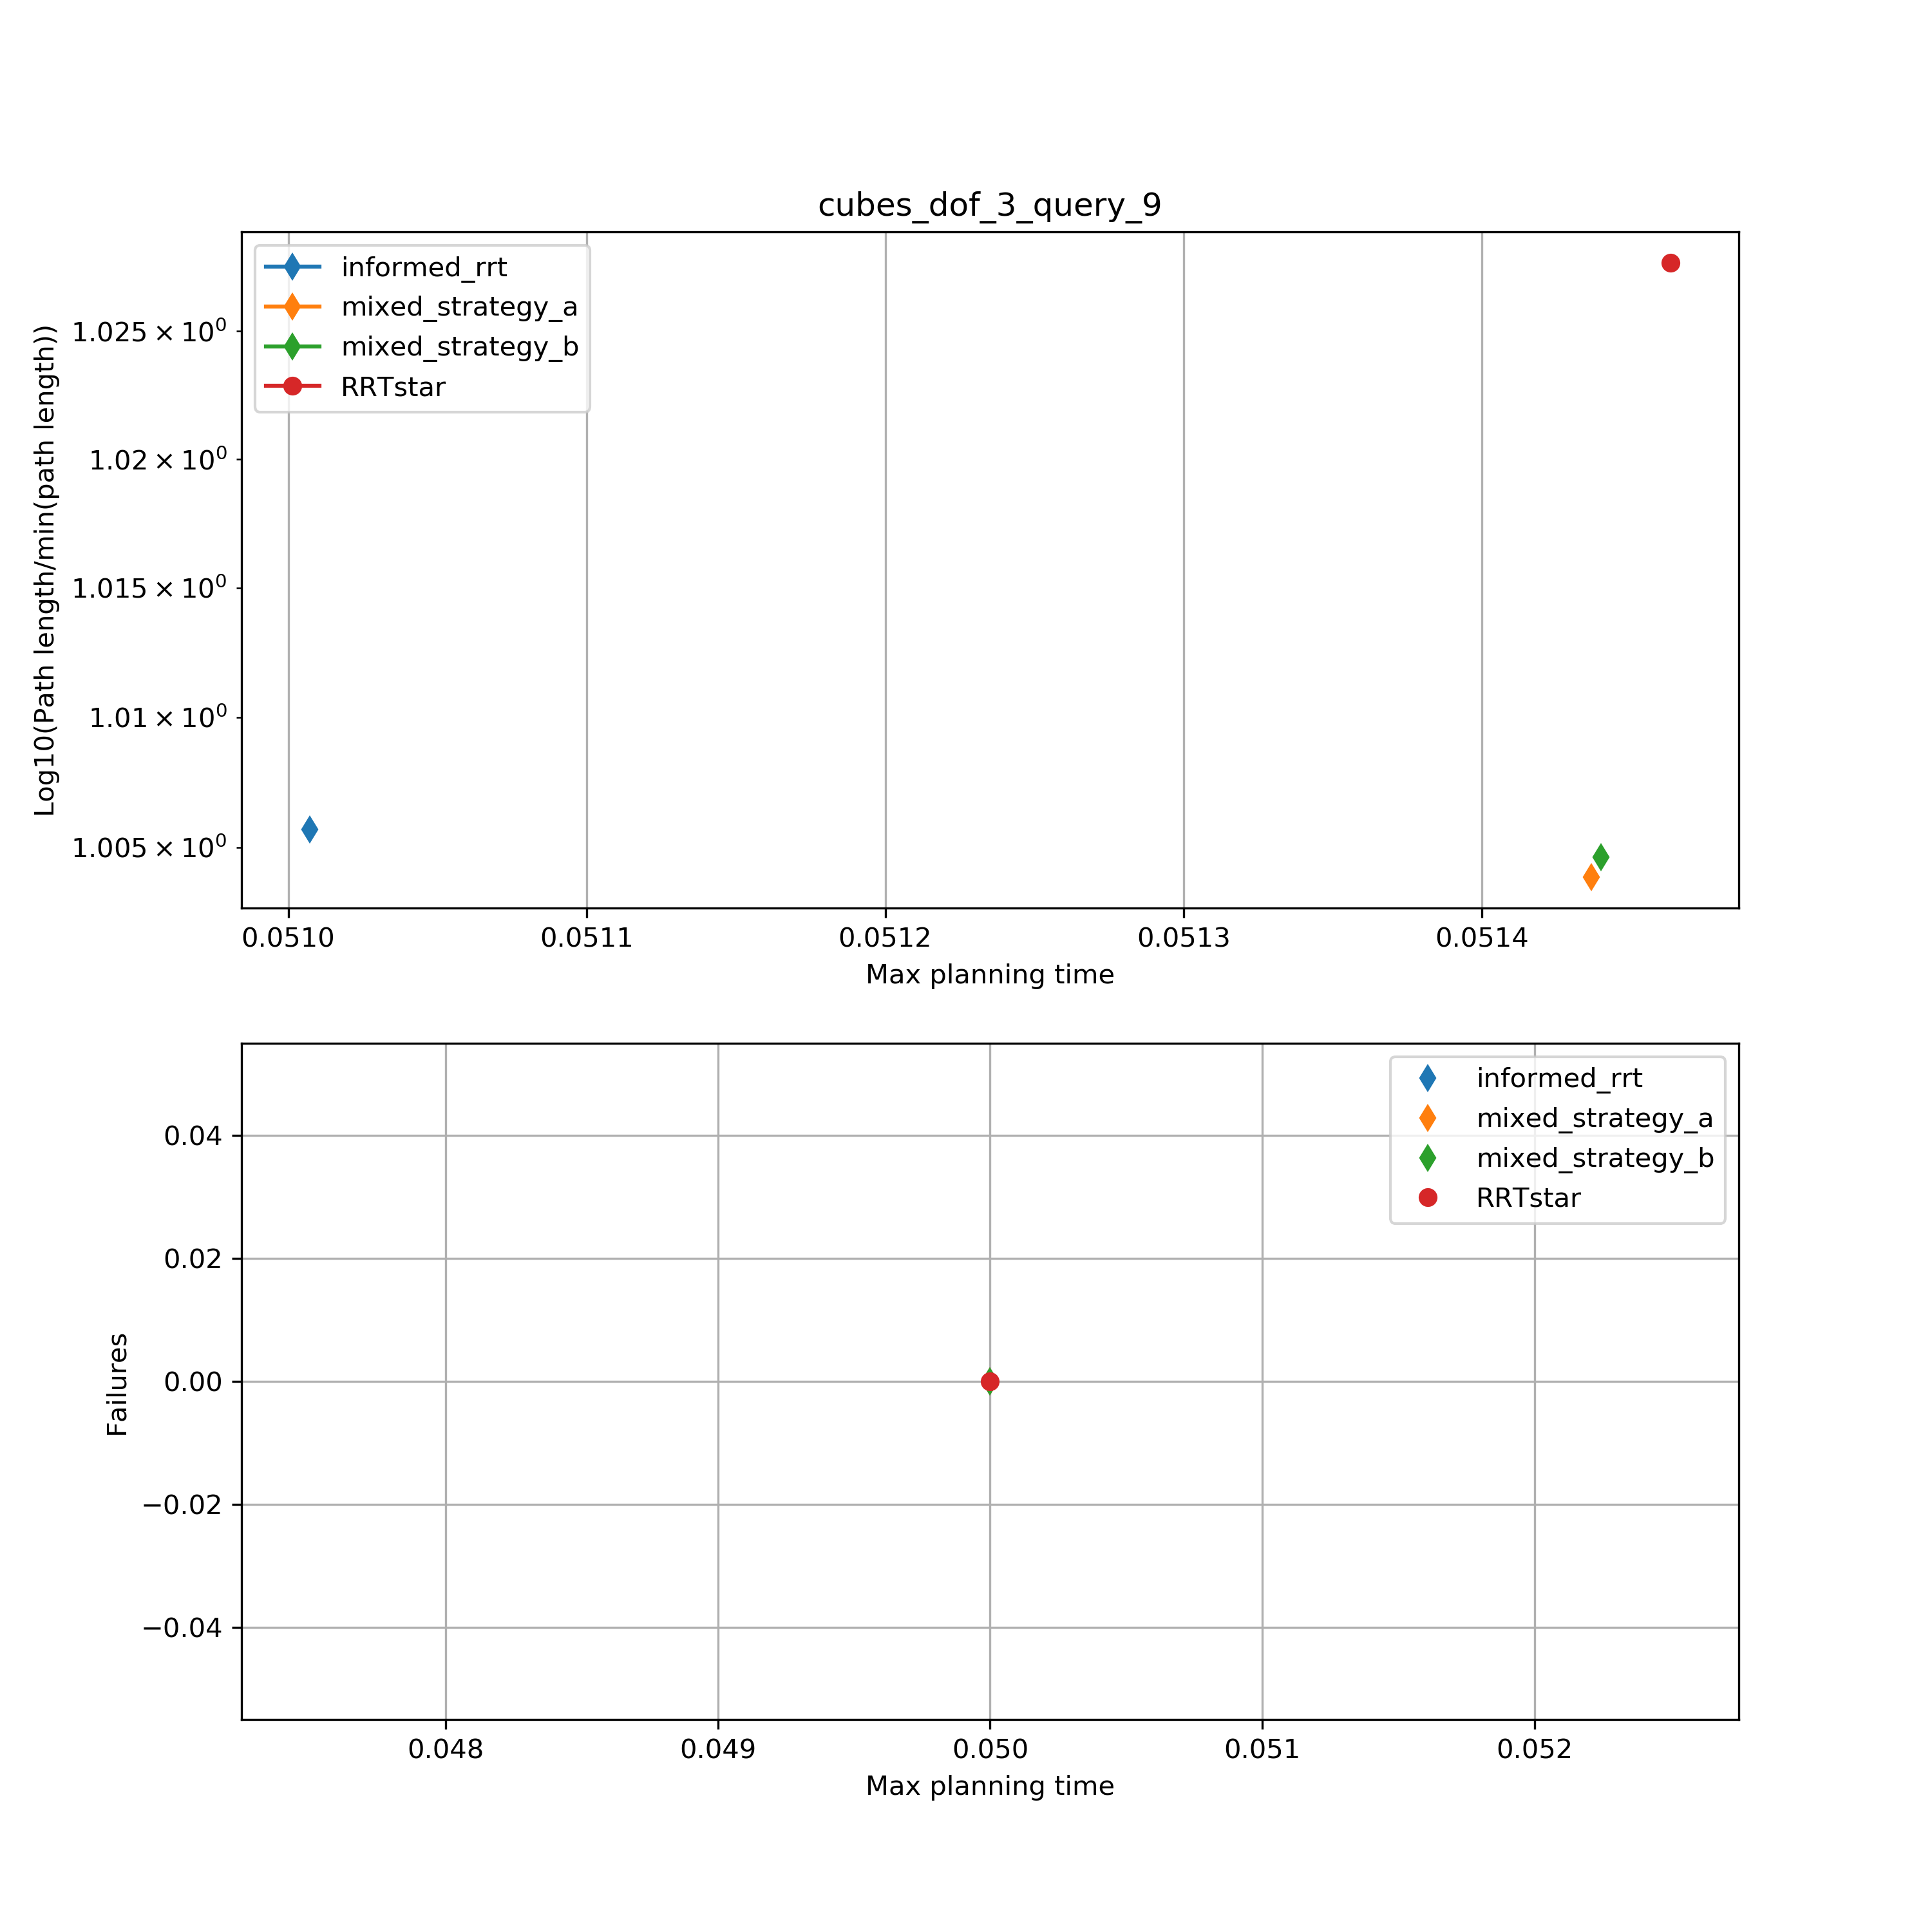 cubes_dof_3_query_9
informed_rrt
mixed_strategy_a
mixed_strategy_b
RRTstar
Log10(Path length/min(path length))
1.025 × 10⁰
1.02 × 10⁰
1.015 × 10⁰
1.01 × 10⁰
1.005 × 10⁰
0.0510 0.0511 0.0512 0.0513 0.0514
Max planning time
informed_rrt
mixed_strategy_a
mixed_strategy_b
RRTstar
Failures
0.04
0.02
0.00
−0.02
−0.04
0.048 0.049 0.050 0.051 0.052
Max planning time